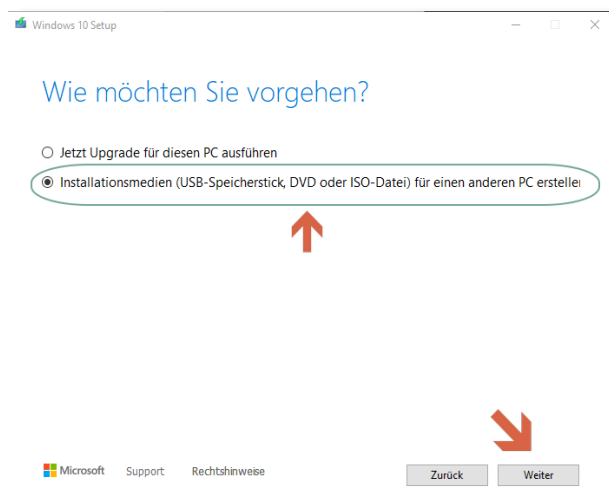 Windows 10 Setup
Wie möchten Sie vorgehen?
Jetzt Upgrade für diesen PC ausführen
Installationsmedien (USB-Speicherstick, DVD oder ISO-Datei) für einen anderen PC erstellen
Microsoft Support Rechtshinweise Zurück Weiter